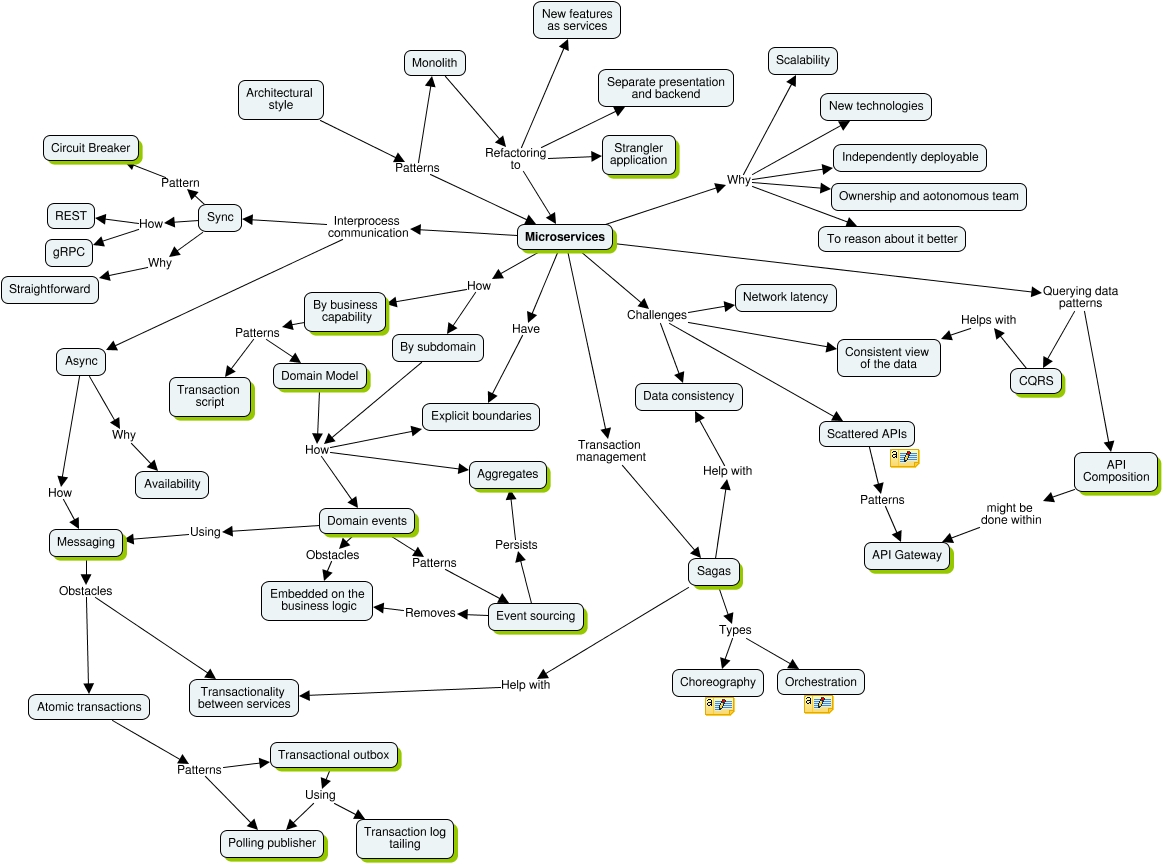 New features
as services
Monolith
Scalability
Architectural
style
Separate presentation
and backend
New technologies
Circuit Breaker
Refactoring
to
Strangler
application
Independently deployable
Patterns
Why
Pattern
Ownership and aotonomous team
REST
How
Sync
Interprocess
communication
Microservices
To reason about it better
gRPC
Why
Straightforward
How
Querying data
patterns
Network latency
By business
capability
Have
Challenges
Helps with
Patterns
By subdomain
Consistent view
of the data
Async
Domain Model
CQRS
Transaction
script
Data consistency
Explicit boundaries
Why
Scattered APIs
How
Transaction
management
a
Aggregates
Help with
API
Composition
Availability
How
Patterns
might be
done within
Domain events
Using
Messaging
Persists
API Gateway
Obstacles
Patterns
Sagas
Obstacles
Embedded on the
business logic
Removes
Event sourcing
Types
Choreography
Orchestration
Help with
a
a
Transactionality
between services
Atomic transactions
Transactional outbox
Patterns
Using
Polling publisher
Transaction log
tailing